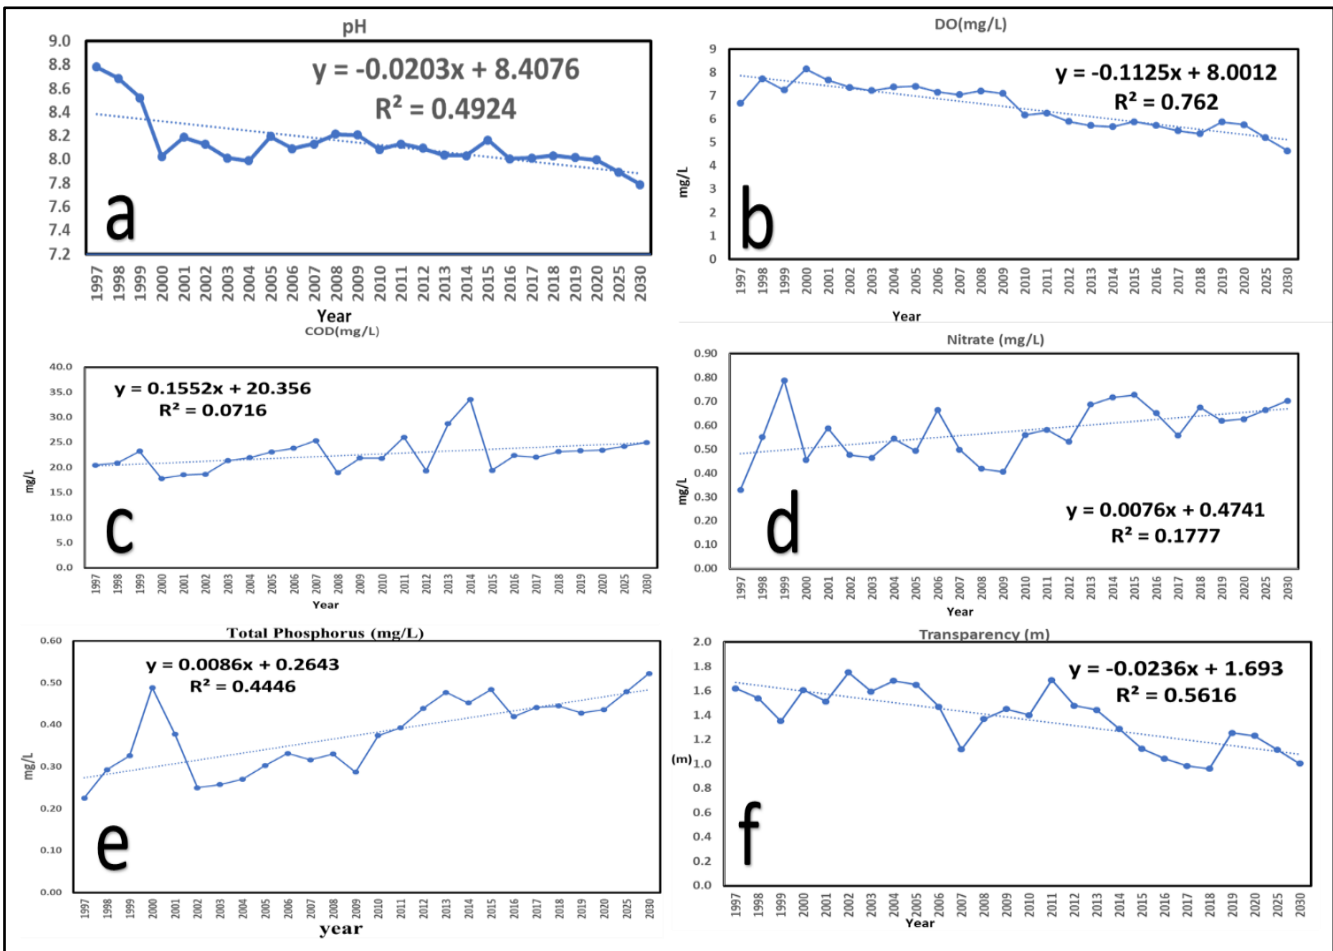 pH
9.0
8.8
8.6
8.4
8.2
8.0
7.8
7.6
7.4
7.2
y = -0.0203x + 8.4076
R² = 0.4924
a
1997 1998 1999 2000 2001 2002 2003 2004 2005 2006 2007 2008 2009 2010 2011 2012 2013 2014 2015 2016 2017 2018 2019 2020 2025 2030
Year
DO(mg/L)
9
8
7
6
5
4
3
2
1
0
mg/L
y = -0.1125x + 8.0012
R² = 0.762
b
1997 1998 1999 2000 2001 2002 2003 2004 2005 2006 2007 2008 2009 2010 2011 2012 2013 2014 2015 2016 2017 2018 2019 2020 2025 2030
Year
COD(mg/L)
40.0
35.0
30.0
25.0
20.0
15.0
10.0
5.0
0.0
mg/L
y = 0.1552x + 20.356
R² = 0.0716
c
1997 1998 1999 2000 2001 2002 2003 2004 2005 2006 2007 2008 2009 2010 2011 2012 2013 2014 2015 2016 2017 2018 2019 2020 2025 2030
Year
Nitrate (mg/L)
0.90
0.80
0.70
0.60
0.50
0.40
0.30
0.20
0.10
0.00
mg/L
y = 0.0076x + 0.4741
R² = 0.1777
d
1997 1998 1999 2000 2001 2002 2003 2004 2005 2006 2007 2008 2009 2010 2011 2012 2013 2014 2015 2016 2017 2018 2019 2020 2025 2030
Year
Total Phosphorus (mg/L)
0.60
0.50
0.40
0.30
0.20
0.10
0.00
mg/L
y = 0.0086x + 0.2643
R² = 0.4446
e
1997 1998 1999 2000 2001 2002 2003 2004 2005 2006 2007 2008 2009 2010 2011 2012 2013 2014 2015 2016 2017 2018 2019 2020 2025 2030
year
Transparency (m)
2.0
1.8
1.6
1.4
1.2
1.0
0.8
0.6
0.4
0.2
0.0
(m)
y = -0.0236x + 1.693
R² = 0.5616
f
1997 1998 1999 2000 2001 2002 2003 2004 2005 2006 2007 2008 2009 2010 2011 2012 2013 2014 2015 2016 2017 2018 2019 2020 2025 2030
Year